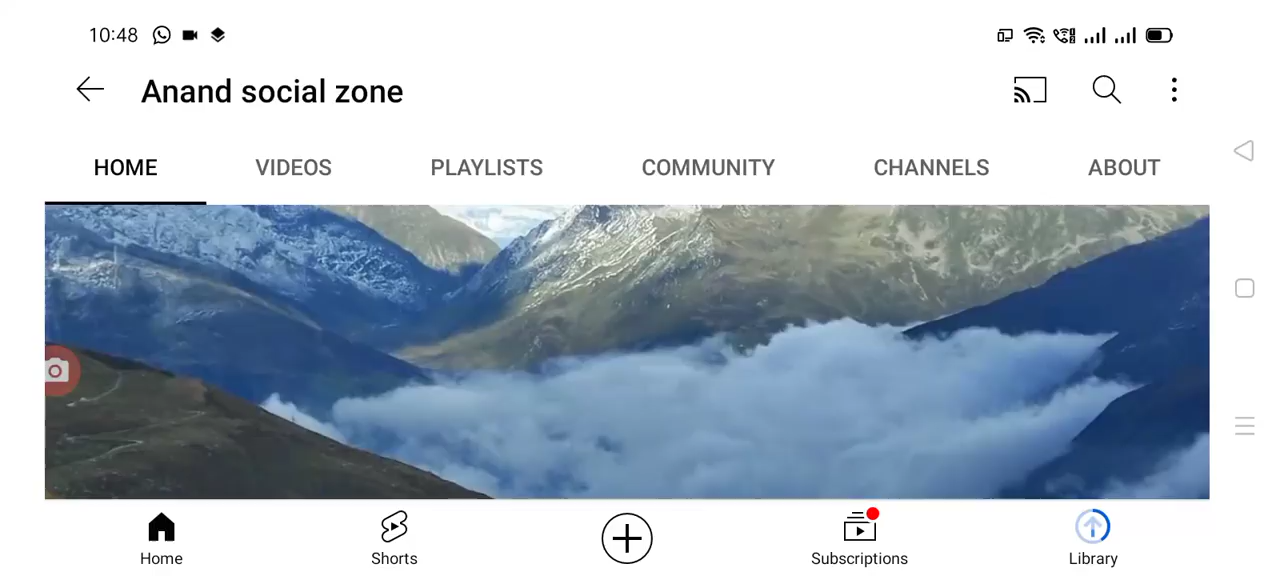 10:48
Anand social zone
HOME VIDEOS PLAYLISTS COMMUNITY CHANNELS ABOUT
Home Shorts Subscriptions Library